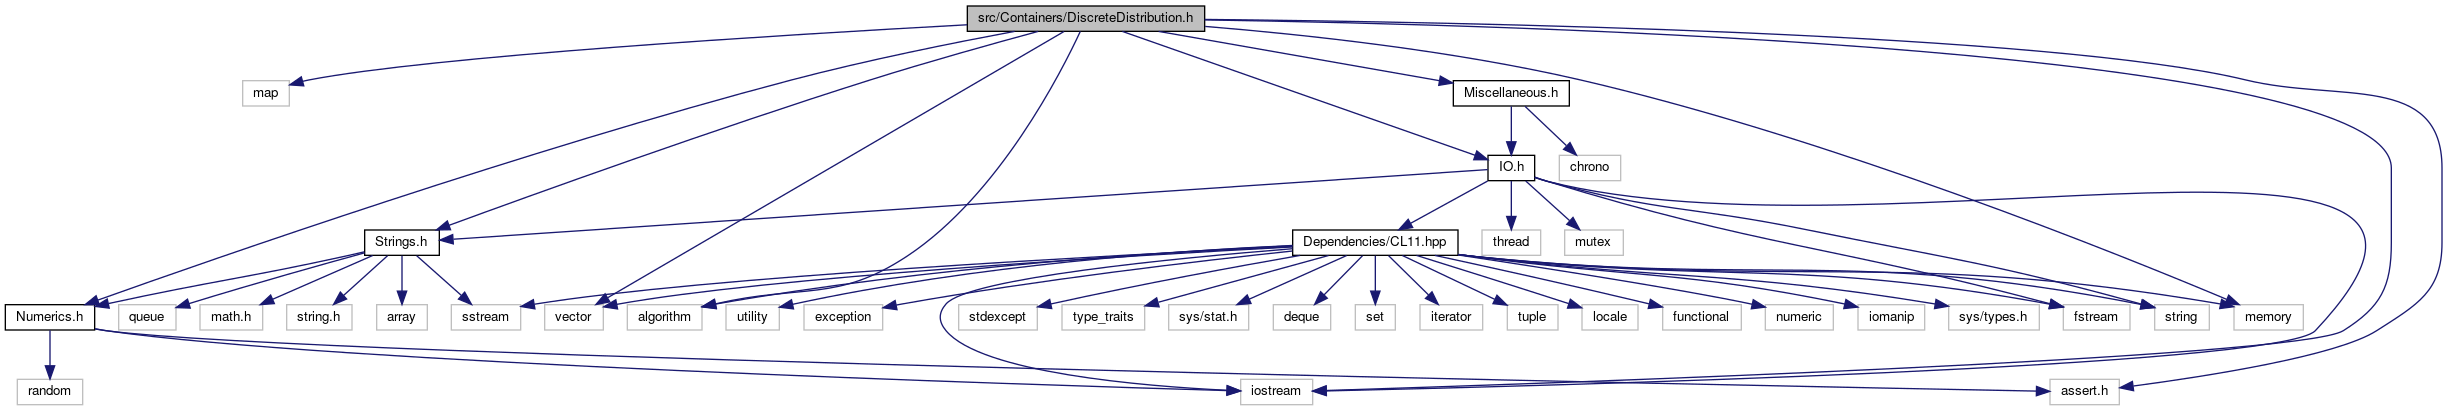 src/Containers/DiscreteDistribution.h
map
Miscellaneous.h
IO.h
chrono
Strings.h
Dependencies/CL11.hpp
thread
mutex
Numerics.h
queue
math.h
string.h
array
sstream
vector
algorithm
utility
exception
stdexcept
type_traits
sys/stat.h
deque
set
iterator
tuple
locale
functional
numeric
iomanip
sys/types.h
fstream
string
memory
random
iostream
assert.h